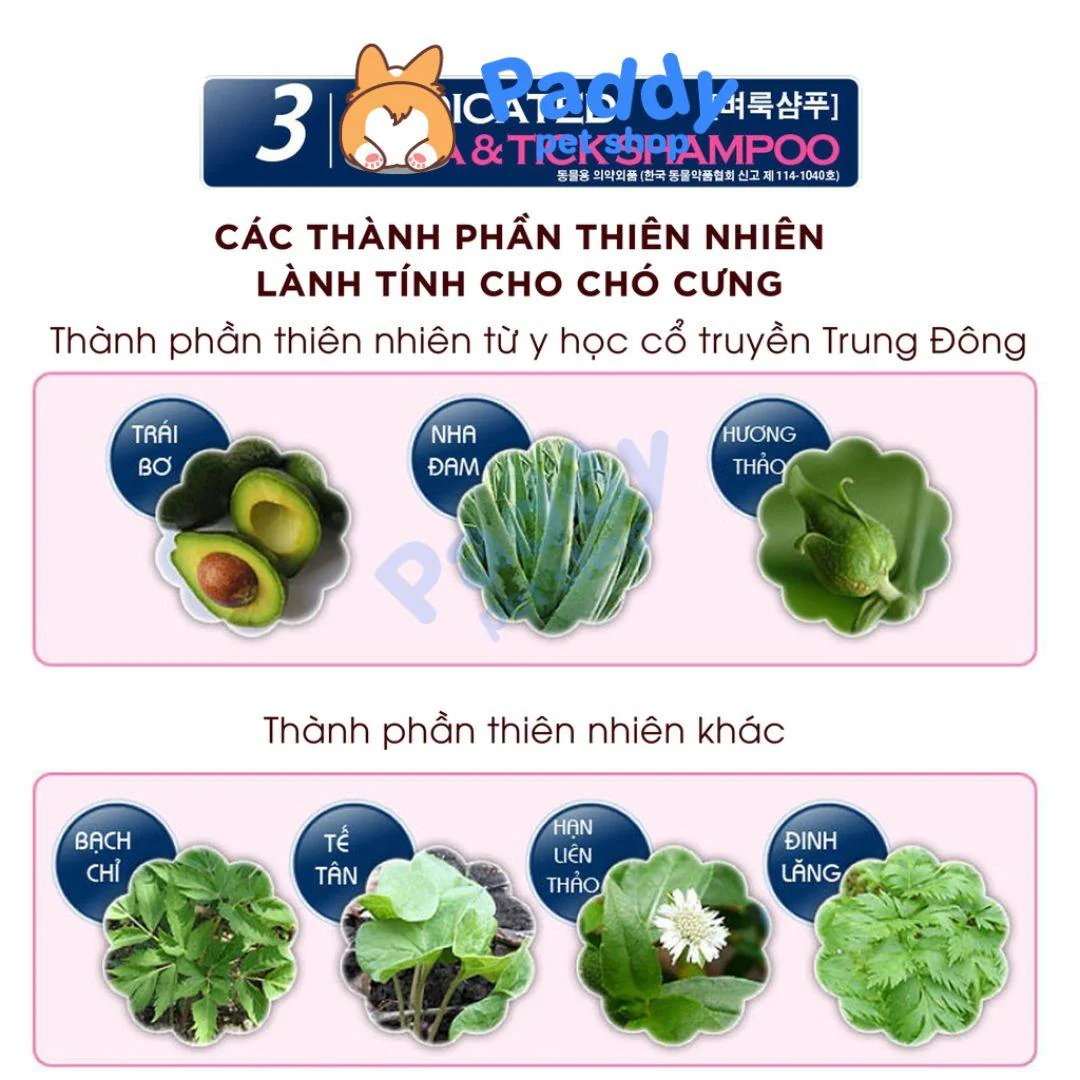 3
Paddy
pet shop
[벼룩샴푸]
& TICK SHAMPOO
동물용 의약외품 (한국 동물약품협회 신고 제 114-1040호)
CÁC THÀNH PHẦN THIÊN NHIÊN
LÀNH TÍNH CHO CHÓ CƯNG
Thành phần thiên nhiên từ y học cổ truyền Trung Đông
TRÁI
BƠ
NHA
ĐAM
HƯƠNG
THẢO
Thành phần thiên nhiên khác
BẠCH
CHỈ
TẾ
TÂN
HẠN
LIÊN
THẢO
ĐINH
LĂNG